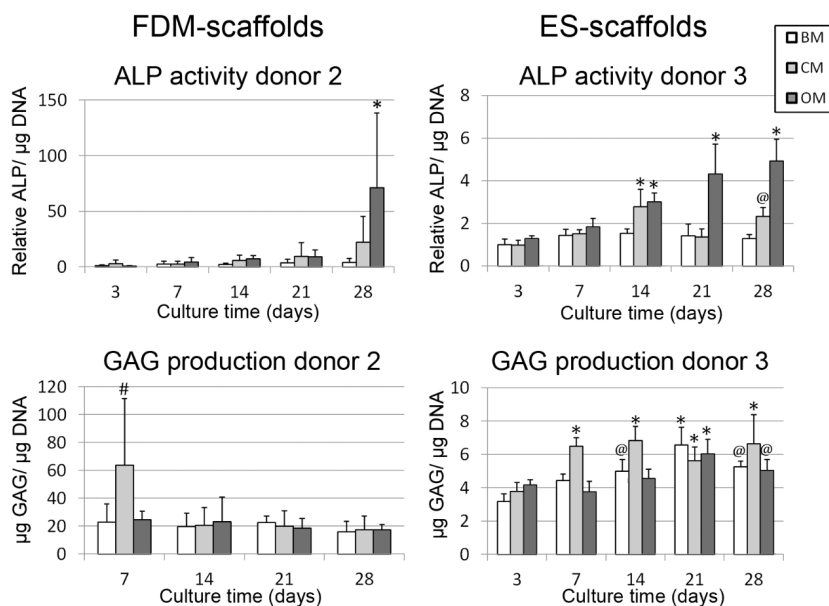 FDM-scaffolds
ES-scaffolds
BM
CM
OM
ALP activity donor 2
Relative ALP/ µg DNA
150
100
50
0
*
3 7 14 21 28
Culture time (days)
ALP activity donor 3
Relative ALP/ µg DNA
8
6
4
2
0
* * * @ *
3 7 14 21 28
Culture time (days)
GAG production donor 2
µg GAG/ µg DNA
120
100
80
60
40
20
0
#
7 14 21 28
Culture time (days)
GAG production donor 3
µg GAG/ µg DNA
10
8
6
4
2
0
* @ * * * * @ * @
3 7 14 21 28
Culture time (days)